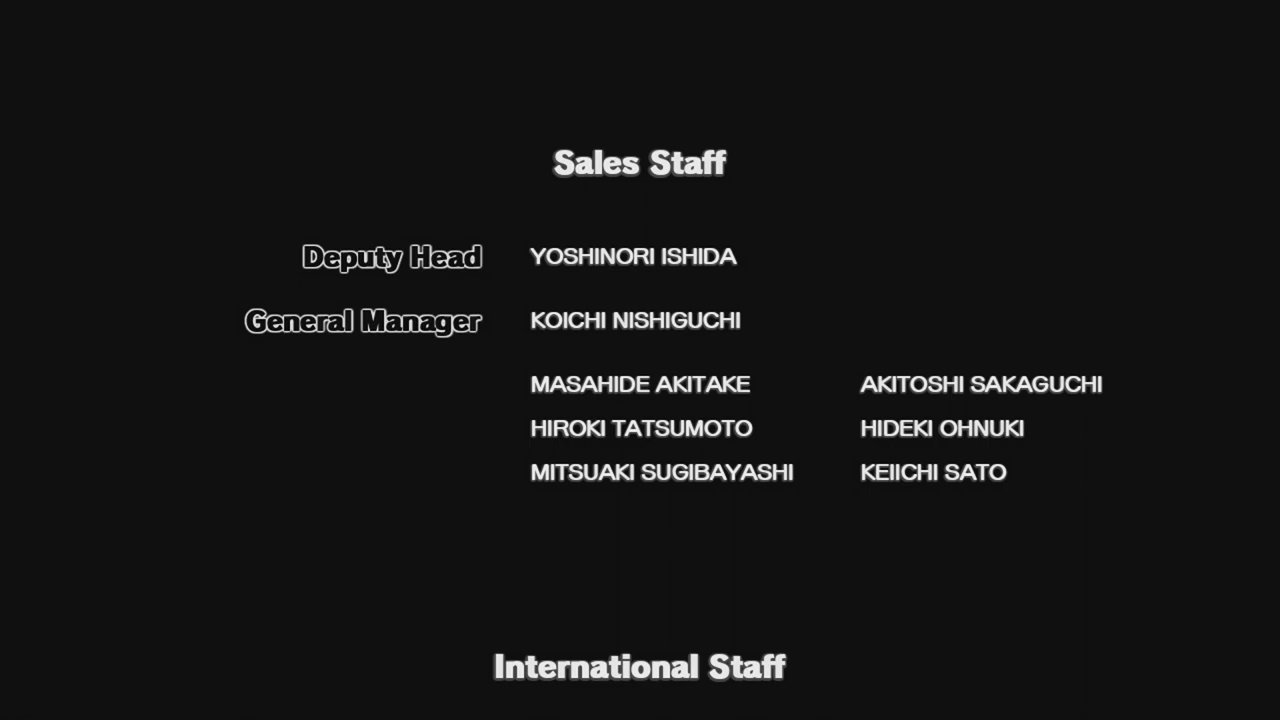 Sales Staff
Deputy Head YOSHINORI ISHIDA
General Manager KOICHI NISHIGUCHI
MASAHIDE AKITAKE AKITOSHI SAKAGUCHI
HIROKI TATSUMOTO HIDEKI OHNUKI
MITSUAKI SUGIBAYASHI KEIICHI SATO
International Staff